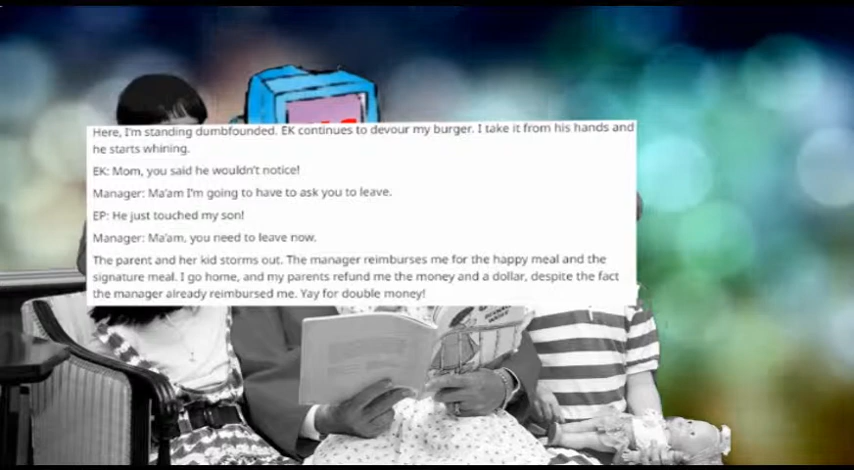 Here, I'm standing dumbfounded. EK continues to devour my burger. I take it from his hands and
he starts whining.
EK: Mom, you said he wouldn't notice!
Manager: Ma'am I'm going to have to ask you to leave.
EP: He just touched my son!
Manager: Ma'am, you need to leave now.
The parent and her kid storms out. The manager reimburses me for the happy meal and the
signature meal. I go home, and my parents refund me the money and a dollar, despite the fact
the manager already reimbursed me. Yay for double money!